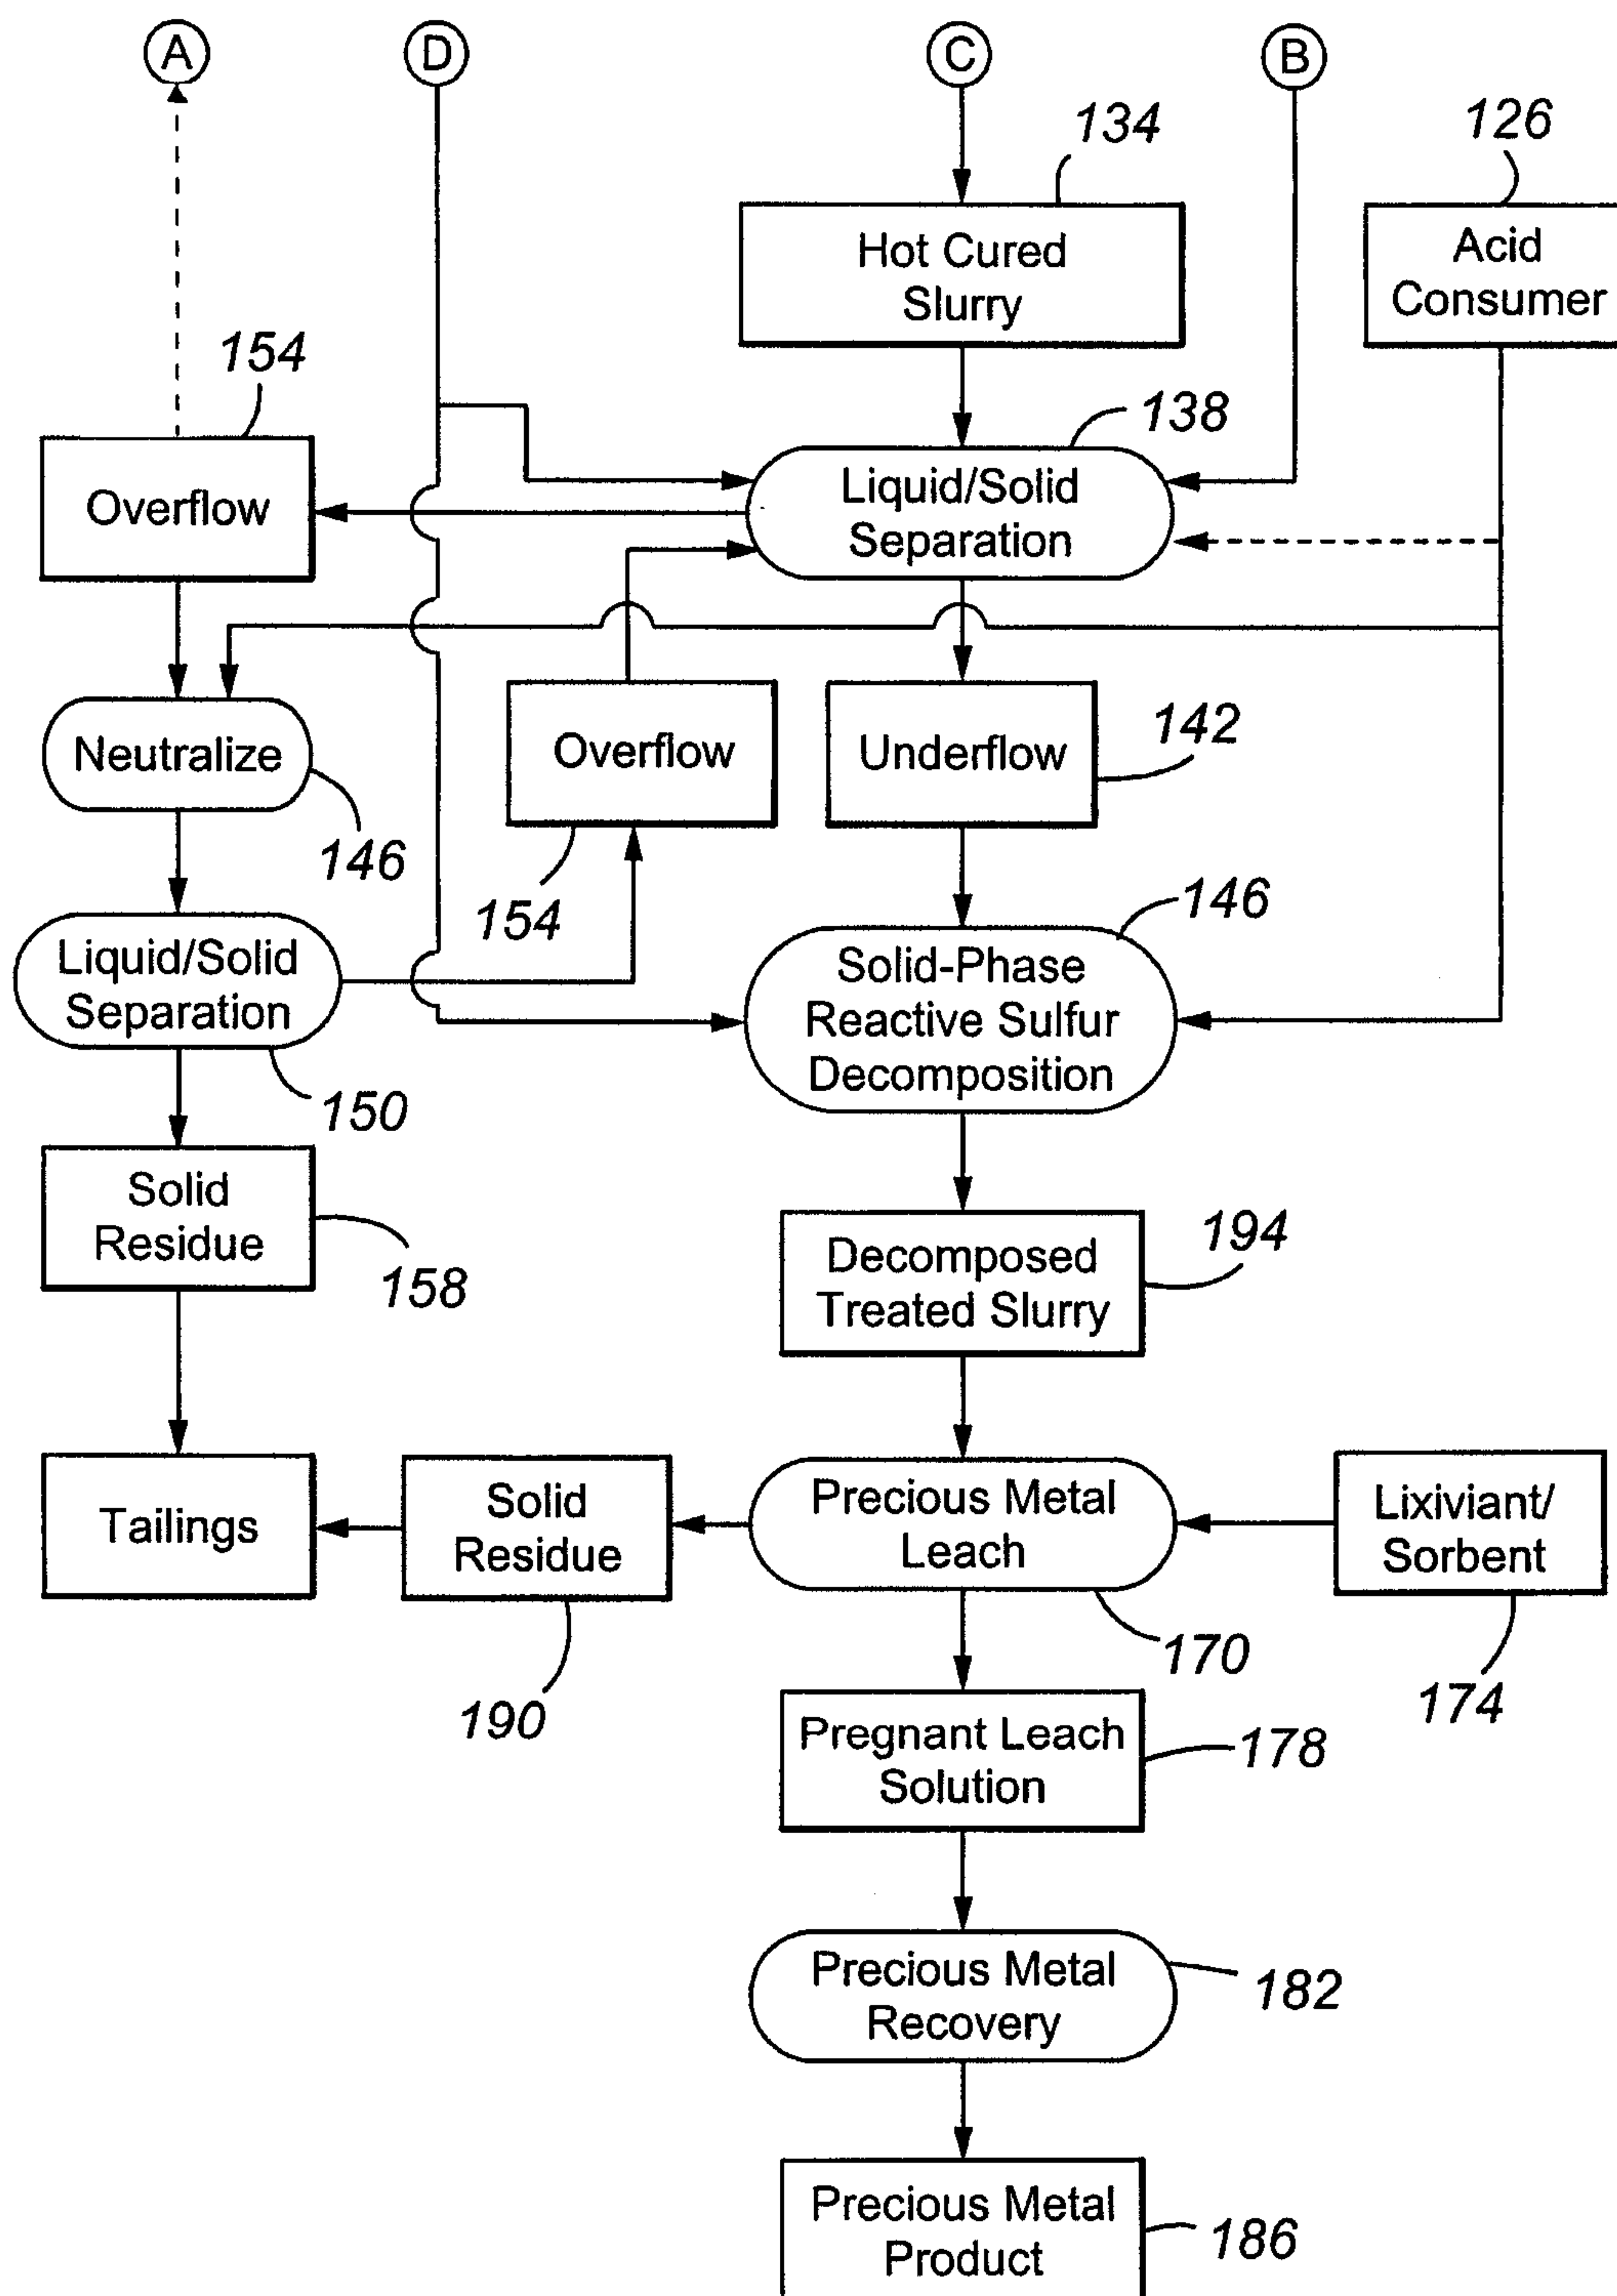 A
D
C
B
134
126
Hot Cured
Slurry
Acid
Consumer
154
138
Overflow
Liquid/Solid
Separation
Neutralize
146
Overflow
154
Underflow
142
146
Liquid/Solid
Separation
150
Solid-Phase
Reactive Sulfur
Decomposition
Solid
Residue
158
Decomposed
Treated Slurry
194
Tailings
Solid
Residue
190
Precious Metal
Leach
170
Lixiviant/
Sorbent
174
Pregnant Leach
Solution
178
Precious Metal
Recovery
182
Precious Metal
Product
186